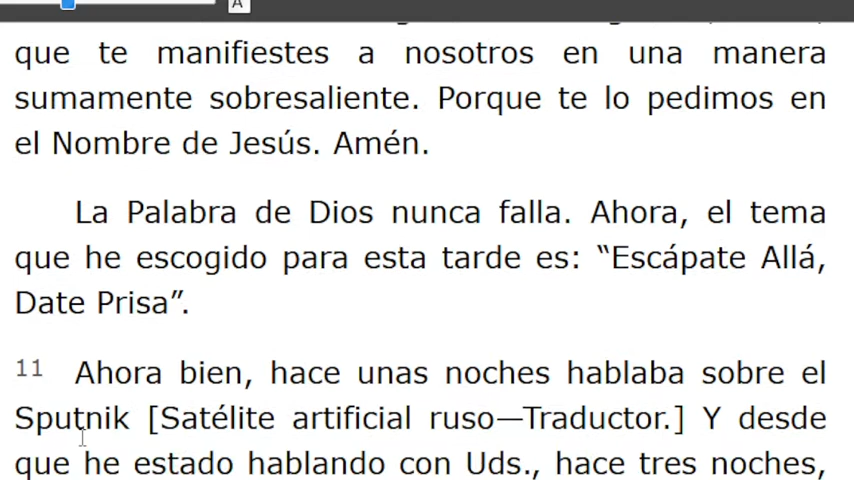 A
que te manifiestes a nosotros en una manera
sumamente sobresaliente. Porque te lo pedimos en
el Nombre de Jesús. Amén.
La Palabra de Dios nunca falla. Ahora, el tema
que he escogido para esta tarde es: “Escápate Allá,
Date Prisa”.
11 Ahora bien, hace unas noches hablaba sobre el
Sputnik [Satélite artificial ruso—Traductor.] Y desde
que he estado hablando con Uds., hace tres noches,